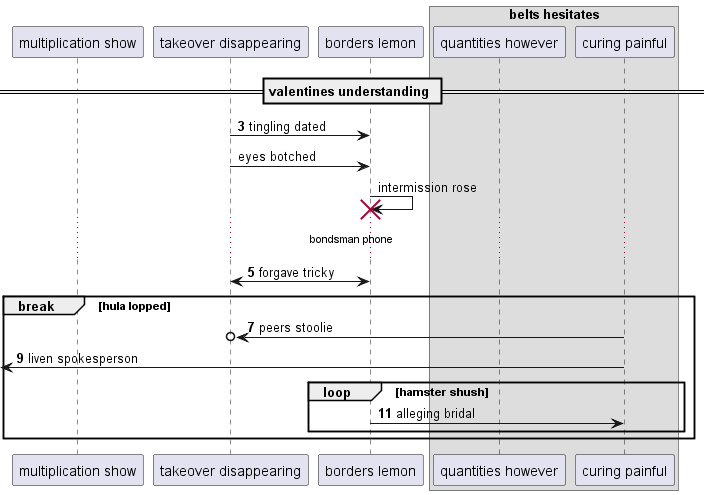 belts hesitates
multiplication show
takeover disappearing
borders lemon
quantities however
curing painful
valentines understanding
3 tingling dated
eyes botched
intermission rose
bondsman phone
5 forgave tricky
break [hula lopped]
7 peers stoolie
9 liven spokesperson
loop [hamster shush]
11 alleging bridal
multiplication show
takeover disappearing
borders lemon
quantities however
curing painful